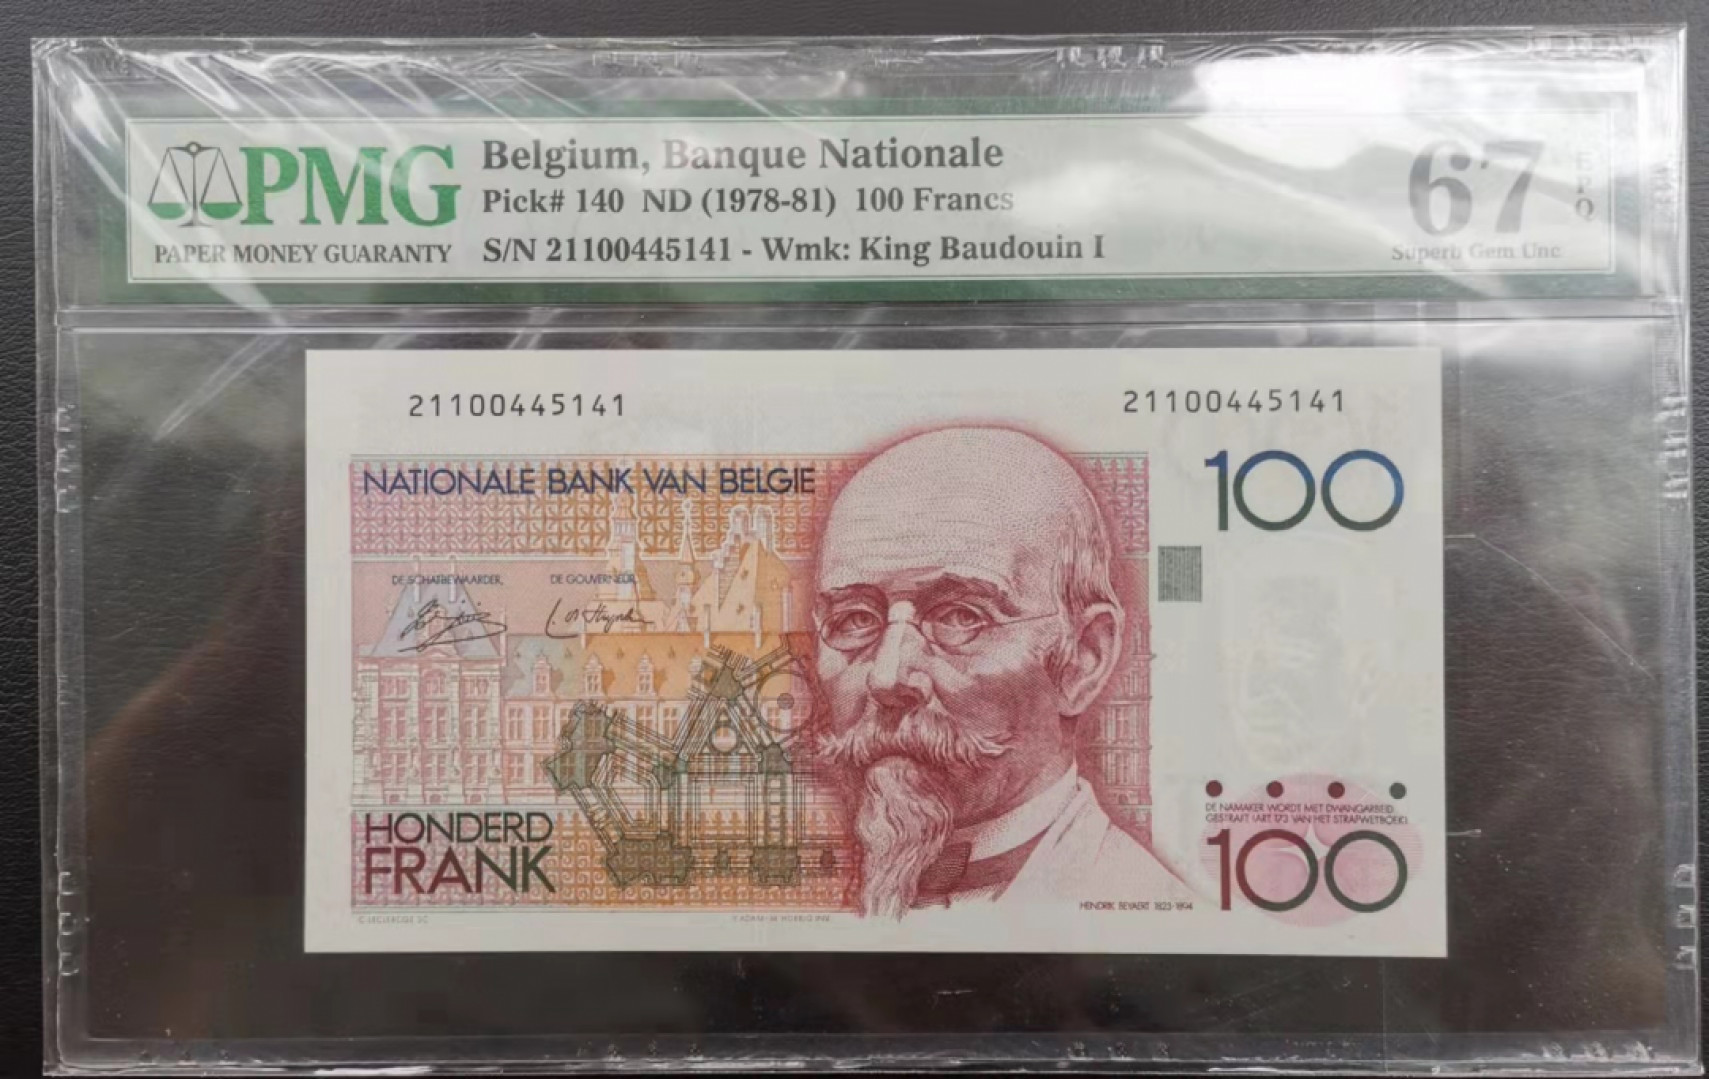 PMG
PAPER MONEY GUARANTY
Belgium, Banque Nationale
Pick# 140 ND (1978-81) 100 Francs
S/N 21100445141 - Wmk: King Baudouin I
67
EPQ
Superb Gem Unc
21100445141
21100445141
NATIONALE BANK VAN BELGIE
100
DE SCHATBEWAARDER,
DE GOUVERNEUR,
DE NAMAKER WORDT MET DWANGARBEID
GESTRAFT (ART. 173 VAN HET STRAFWETBOEK)
HONDERD
FRANK
100
HENDRIK BEYAERT 1823-1894